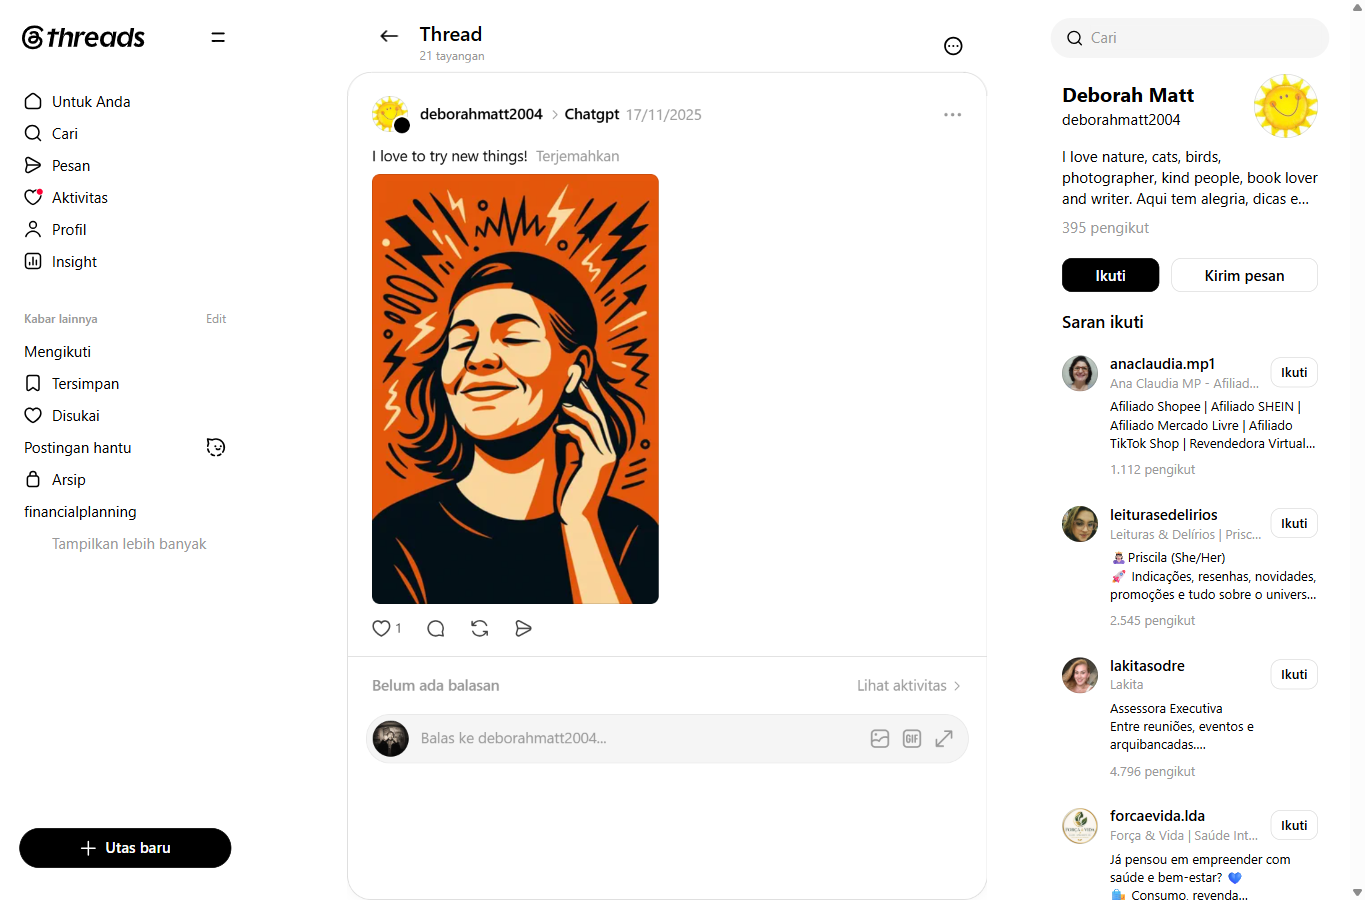 threads
Untuk Anda
Cari
Pesan
Aktivitas
Profil
Insight
Kabar lainnya
Edit
Mengikuti
Tersimpan
Disukai
Postingan hantu
Arsip
financialplanning
Tampilkan lebih banyak
Utas baru
Thread
21 tayangan
deborahmatt2004 > Chatgpt 17/11/2025
I love to try new things! Terjemahkan
1
Belum ada balasan
Lihat aktivitas
Balas ke deborahmatt2004...
GIF
Cari
Deborah Matt
deborahmatt2004
I love nature, cats, birds,
photographer, kind people, book lover
and writer. Aqui tem alegria, dicas e...
395 pengikut
Ikuti
Kirim pesan
Saran ikuti
anaclaudia.mp1
Ana Claudia MP - Afiliad...
Ikuti
Afiliado Shopee | Afiliado SHEIN |
Afiliado Mercado Livre | Afiliado
TikTok Shop | Revendedora Virtual...
1.112 pengikut
leiturasedelirios
Leituras & Delírios | Prisc...
Ikuti
🙇🏻‍♀️Priscila (She/Her)
🚀 Indicações, resenhas, novidades,
promoções e tudo sobre o univers...
2.545 pengikut
lakitasodre
Lakita
Ikuti
Assessora Executiva
Entre reuniões, eventos e
arquibancadas....
4.796 pengikut
forcaevida.lda
Força & Vida | Saúde Int...
Ikuti
Já pensou em empreender com
saúde e bem-estar? 💙
🛍️ Consumo, revenda...